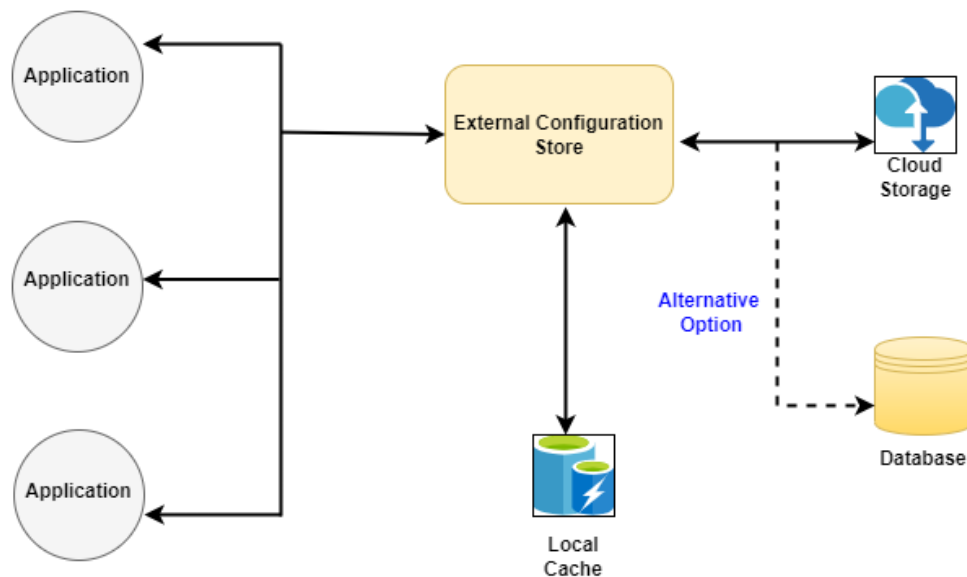 Application
External Configuration
Store
Cloud
Storage
Application
Alternative
Option
Database
Application
Local
Cache